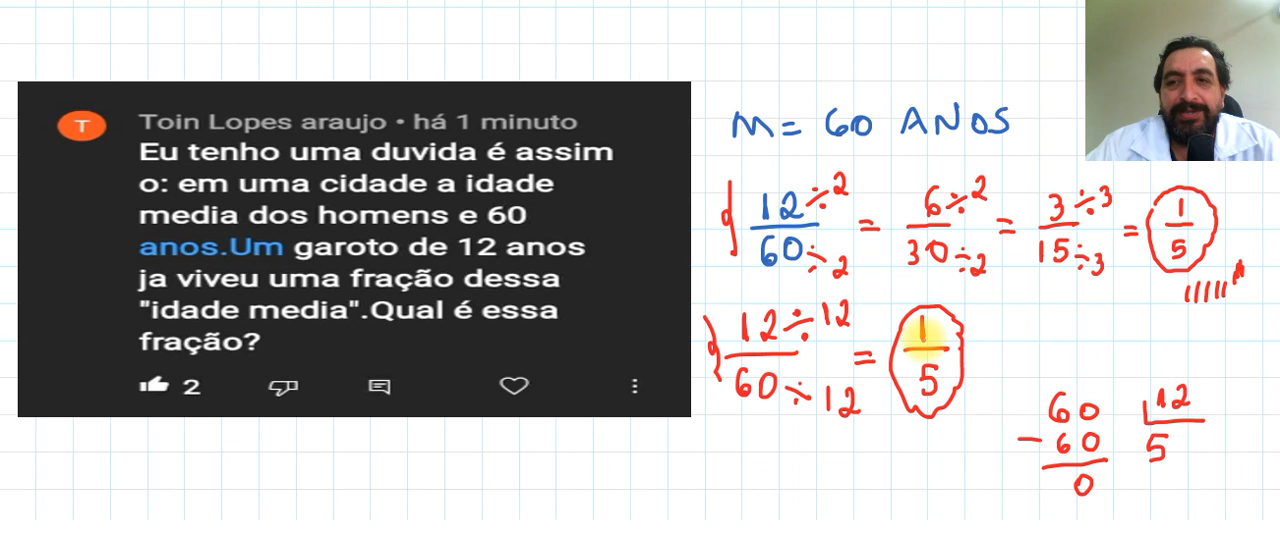 T
Toin Lopes araujo • há 1 minuto
Eu tenho uma duvida é assim
o: em uma cidade a idade
media dos homens e 60
anos.Um garoto de 12 anos
ja viveu uma fração dessa
"idade media".Qual é essa
fração?
2
M= 60 ANOS
12÷2 / 60÷2 = 6÷2 / 30÷2 = 3÷3 / 15÷3 = 1/5
12÷12 / 60÷12 = 1/5
60 12
-60 5
0